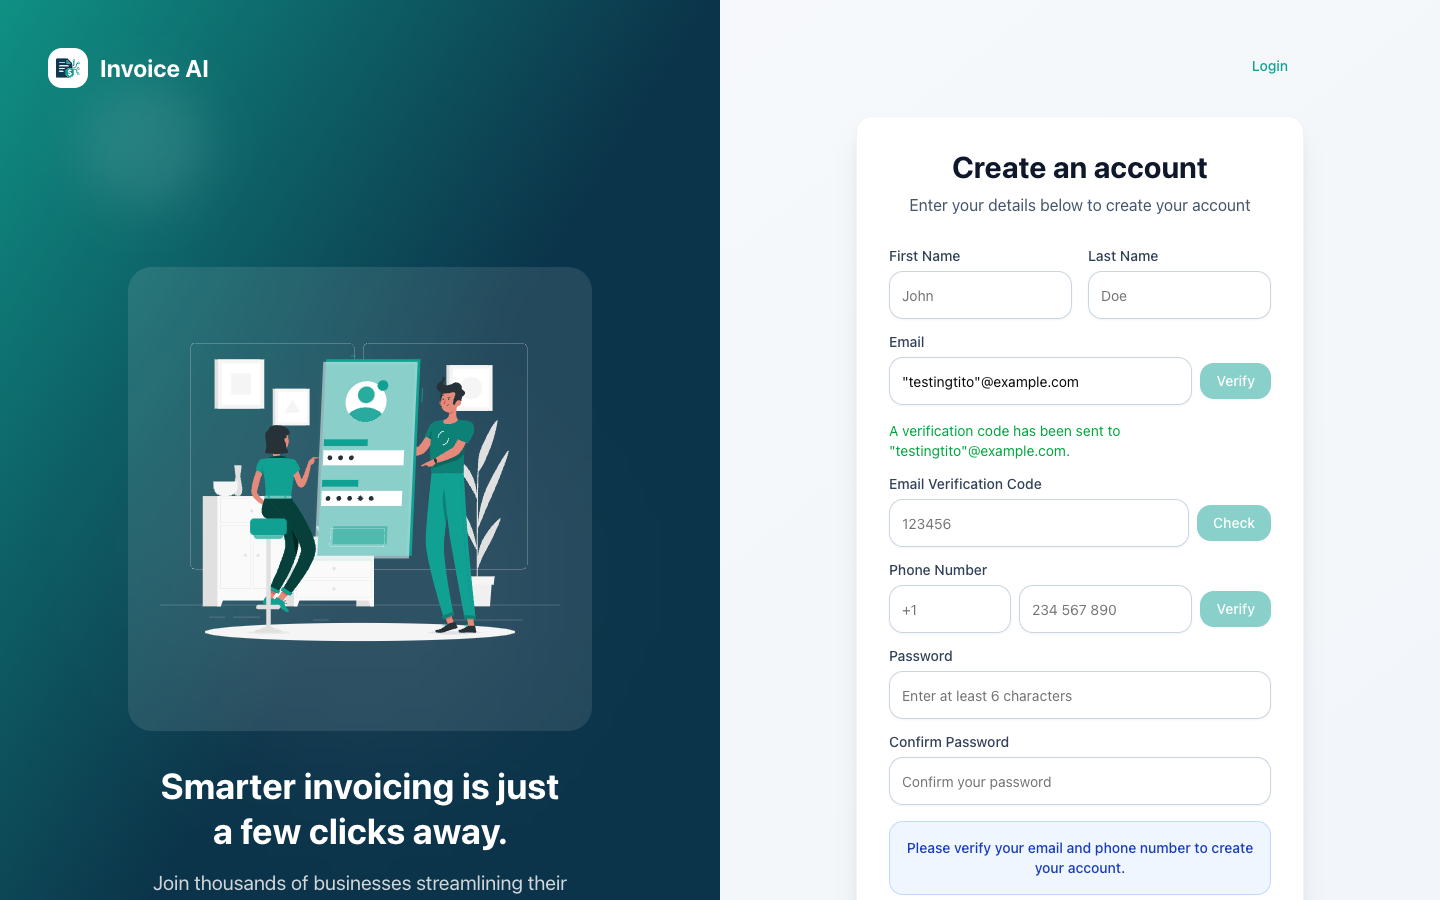 Invoice AI
Smarter invoicing is just
a few clicks away.
Join thousands of businesses streamlining their
Login
Create an account
Enter your details below to create your account
First Name
Last Name
John
Doe
Email
"testingtito"@example.com
Verify
A verification code has been sent to
"testingtito"@example.com.
Email Verification Code
123456
Check
Phone Number
+1
234 567 890
Verify
Password
Enter at least 6 characters
Confirm Password
Confirm your password
Please verify your email and phone number to create
your account.